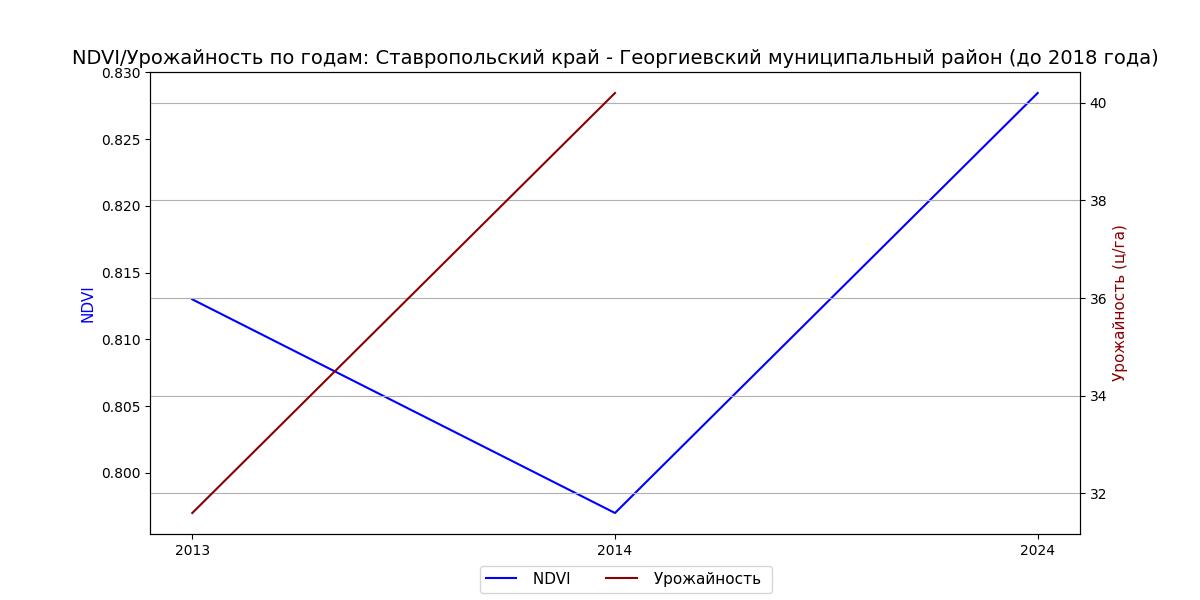 NDVI/Урожайность по годам: Ставропольский край - Георгиевский муниципальный район (до 2018 года)
0.830
0.825
0.820
0.815
0.810
0.805
0.800
NDVI
40
38
36
34
32
Урожайность (ц/га)
2013 2014 2024
NDVI Урожайность